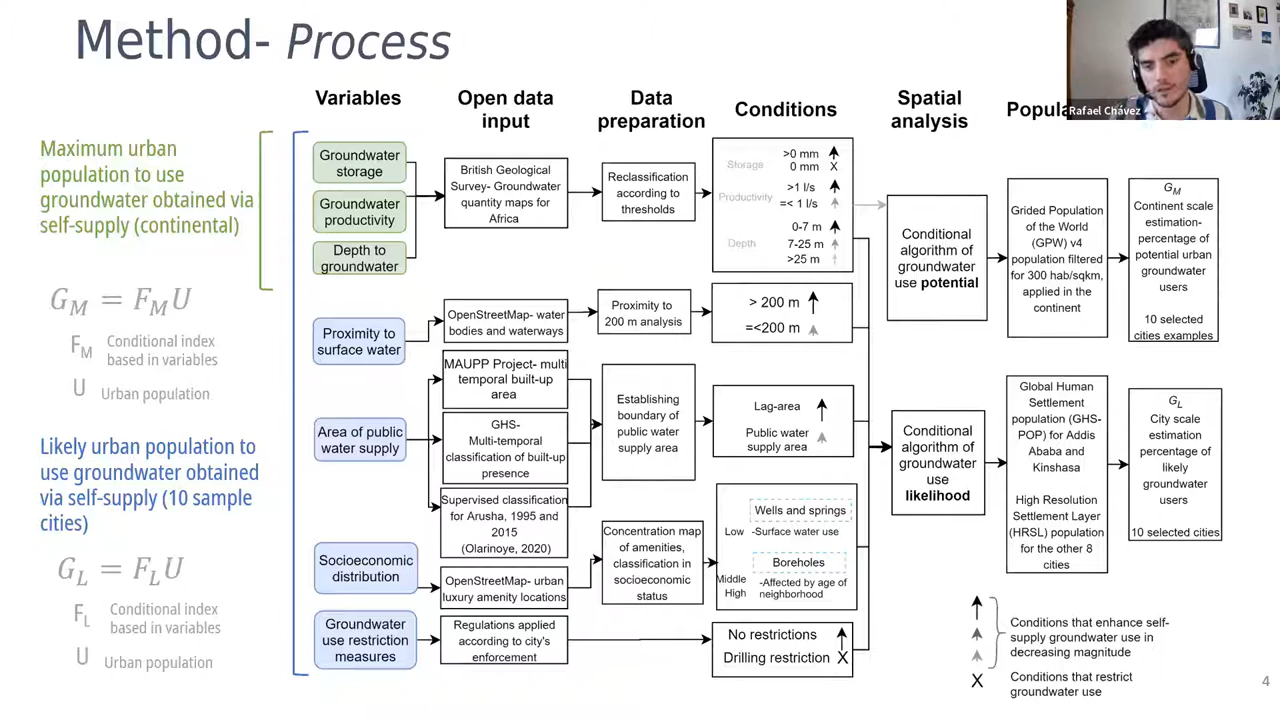 Method- Process
Rafael Chávez
Variables
Open data
input
Data
preparation
Conditions
Spatial
analysis
Maximum urban
population to use
groundwater obtained via
self-supply (continental)
G_M = F_M U
F_M Conditional index
based in variables
U Urban population
Likely urban population to
use groundwater obtained
via self-supply (10 sample
cities)
G_L = F_L U
F_L Conditional index
based in variables
U Urban population
Groundwater
storage
Groundwater
productivity
Depth to
groundwater
Proximity to
surface water
Area of public
water supply
Socioeconomic
distribution
Groundwater
use restriction
measures
British Geological
Survey- Groundwater
quantity maps for
Africa
OpenStreetMap- water
bodies and waterways
MAUPP Project- multi
temporal built-up
area
GHS-
Multi-temporal
classification of built-up
presence
Supervised classification
for Arusha, 1995 and
2015
(Olarinoye, 2020)
OpenStreetMap- urban
luxury amenity locations
Regulations applied
according to city's
enforcement
Reclassification
according to
thresholds
Proximity to
200 m analysis
Establishing
boundary of
public water
supply area
Concentration map
of amenities,
classification in
socioeconomic
status
Storage
>0 mm
0 mm X
Productivity
>1 l/s
=< 1 l/s
Depth
0-7 m
7-25 m
>25 m
> 200 m
=<200 m
Lag-area
Public water
supply area
Wells and springs
Low -Surface water use
Boreholes
Middle
High
-Affected by age of
neighborhood
No restrictions
Drilling restriction X
Conditional
algorithm of
groundwater
use potential
Conditional
algorithm of
groundwater
use
likelihood
Grided Population
of the World
(GPW) v4
population filtered
for 300 hab/sqkm,
applied in the
continent
Global Human
Settlement
population (GHS-
POP) for Addis
Ababa and
Kinshasa
High Resolution
Settlement Layer
(HRSL) population
for the other 8
cities
G_M
Continent scale
estimation-
percentage of
potential urban
groundwater
users
10 selected
cities examples
G_L
City scale
estimation
percentage of
likely
groundwater
users
10 selected cities
Conditions that enhance self-
supply groundwater use in
decreasing magnitude
X Conditions that restrict
groundwater use
4